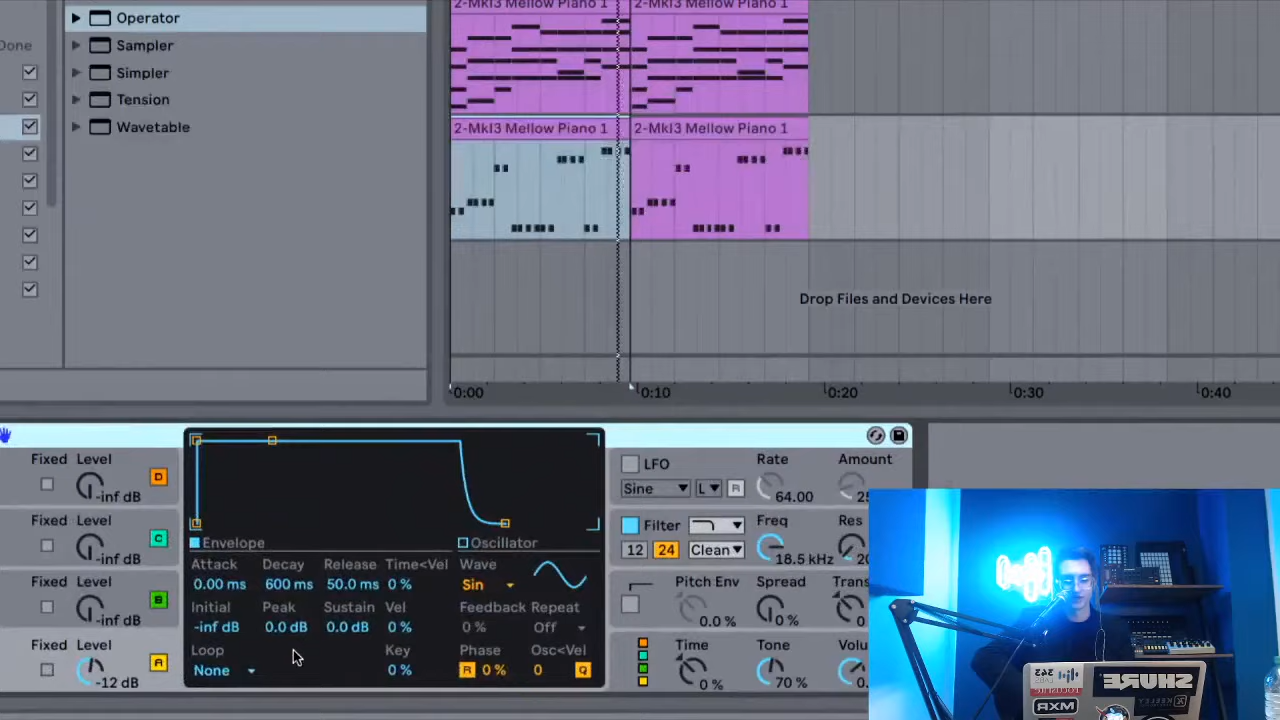 Operator
Done
Sampler
Simpler
Tension
Wavetable
2-MkI3 Mellow Piano 1
2-MkI3 Mellow Piano 1
2-MkI3 Mellow Piano 1
2-MkI3 Mellow Piano 1
Drop Files and Devices Here
0:00
0:10
0:20
0:30
0:40
Fixed Level
-inf dB
D
Fixed Level
-inf dB
C
Fixed Level
-inf dB
B
Fixed Level
-12 dB
A
Envelope
Oscillator
Attack Decay Release Time<Vel
0.00 ms 600 ms 50.0 ms 0 %
Initial Peak Sustain Vel
-inf dB 0.0 dB 0.0 dB 0 %
Loop Key
None 0 %
Wave
Sin
Feedback Repeat
0 % Off
Phase Osc<Vel
R 0 % 0 Q
LFO Rate Amount
Sine L R 64.00
Filter Freq Res
12 24 Clean 18.5 kHz
Pitch Env Spread
0.0 % 0 %
Time Tone
0 % 70 %
SHURE
MXR